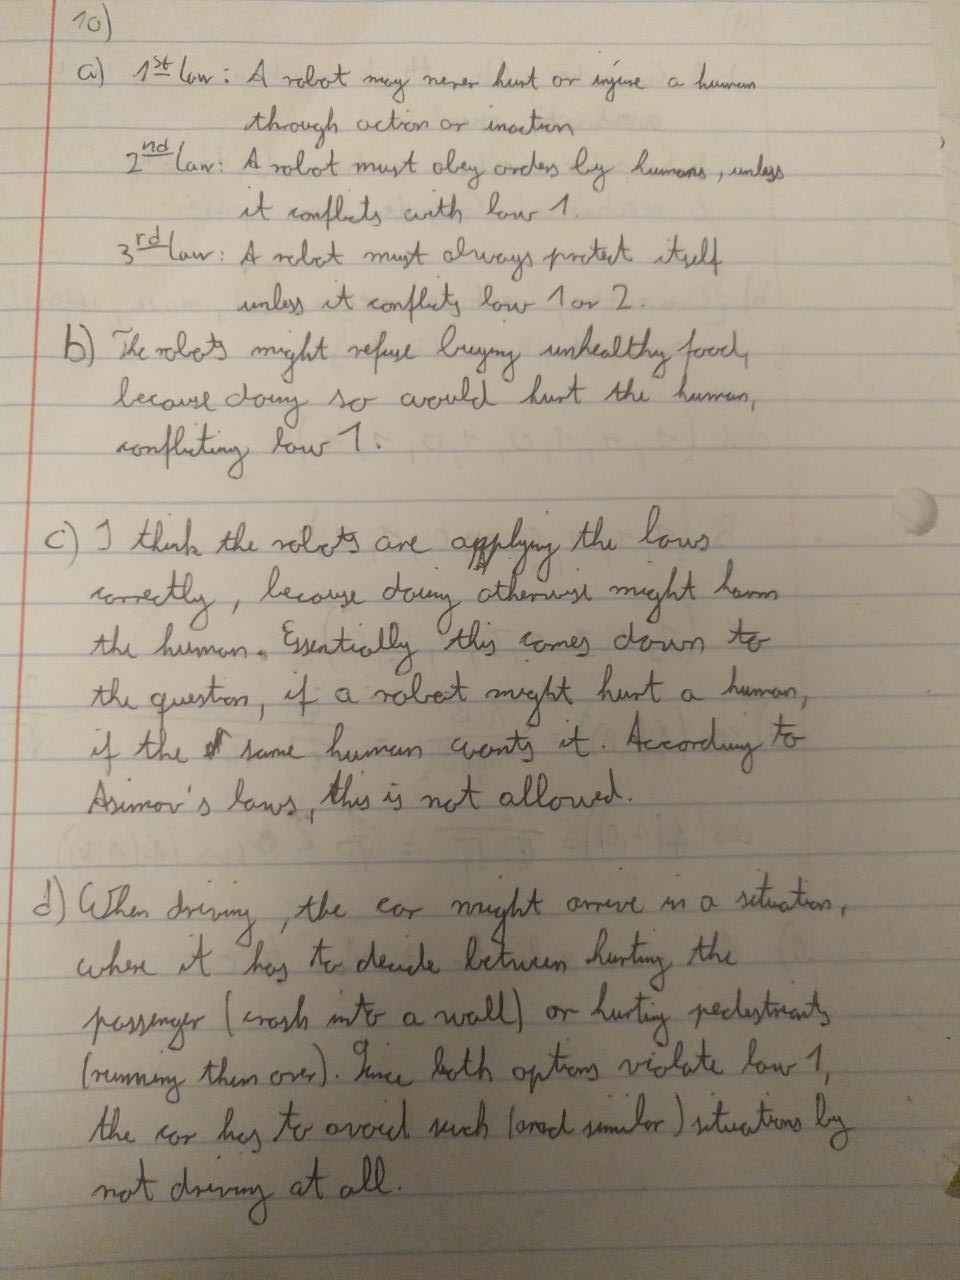 10)
a) 1st law: A robot may never hurt or injure a human
through action or inaction
2nd law: A robot must obey orders by humans, unless
it conflicts with law 1.
3rd law: A robot must always protect itself
unless it conflicts law 1 or 2.
b) The robots might refuse buying unhealthy food,
because doing so would hurt the human,
conflicting law 1.
c) I think the robots are applying the laws
correctly, because doing otherwise might harm
the human. Essentially this comes down to
the question, if a robot might hurt a human,
if the same human wants it. According to
Asimov's laws, this is not allowed.
d) When driving, the car might arrive in a situation,
where it has to decide between hurting the
passenger (crash into a wall) or hurting pedestrians
(running them over). Since both options violate law 1,
the car has to avoid such (and similar) situations by
not driving at all.